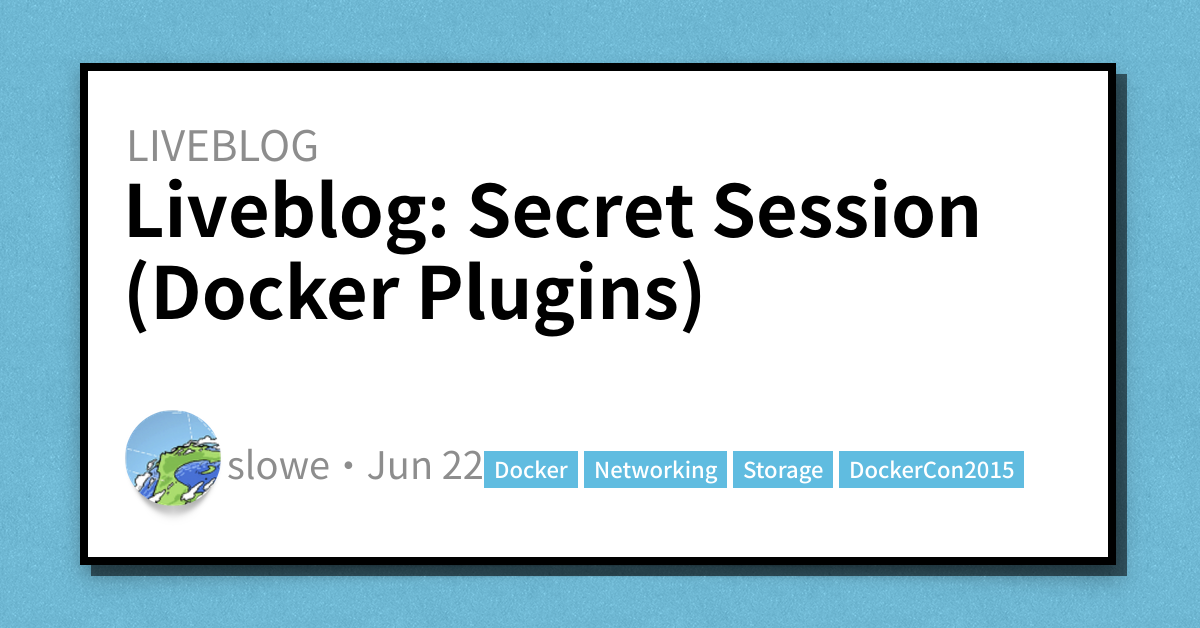 LIVEBLOG
Liveblog: Secret Session
(Docker Plugins)
slowe • Jun 22 Docker Networking Storage DockerCon2015